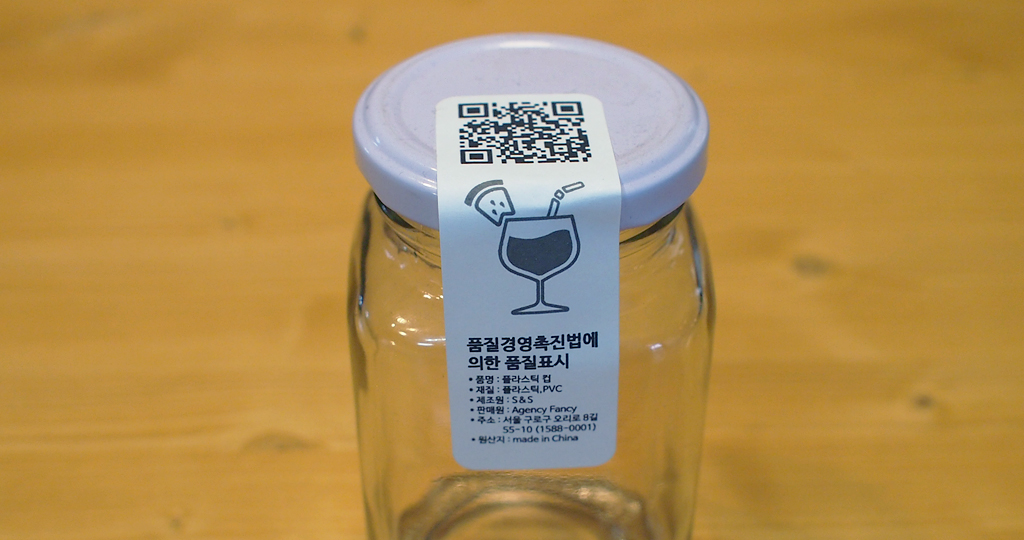 품질경영촉진법에
의한 품질표시
• 품명 : 플라스틱 컵
• 재질 : 플라스틱,PVC
• 제조원 : S&S
• 판매원 : Agency Fancy
• 주소 : 서울 구로구 오리로 8길
55-10 (1588-0001)
• 원산지 : made in China